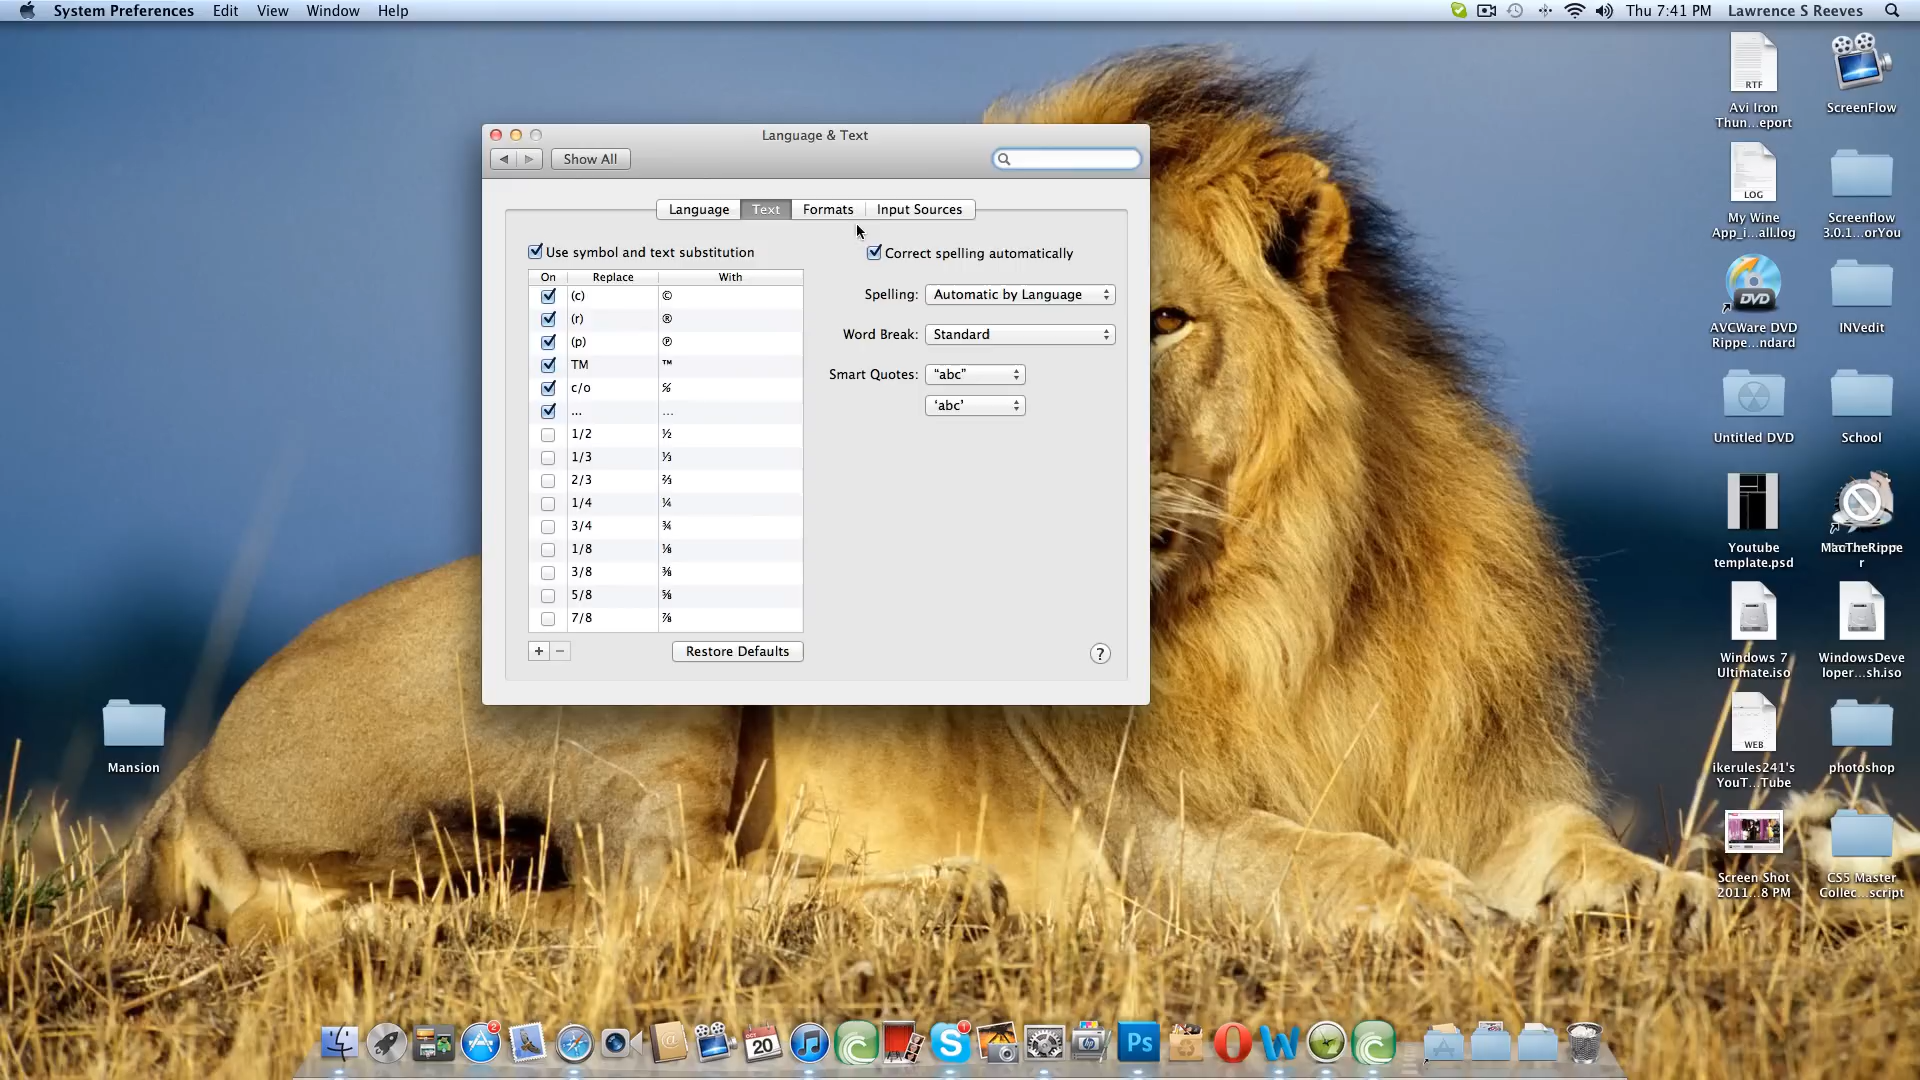 System Preferences Edit View Window Help
Thu 7:41 PM Lawrence S Reeves
Language & Text
Show All
Language Text Formats Input Sources
Use symbol and text substitution
On Replace With
(c) ©
(r) ®
(p) ℗
TM ™
c/o ℅
... …
1/2 ½
1/3 ⅓
2/3 ⅔
1/4 ¼
3/4 ¾
1/8 ⅛
3/8 ⅜
5/8 ⅝
7/8 ⅞
+ −
Restore Defaults
Correct spelling automatically
Spelling: Automatic by Language
Word Break: Standard
Smart Quotes: “abc”
‘abc’
?
Mansion
RTF
Avi Iron
Thun...eport
ScreenFlow
LOG
My Wine
App_i...all.log
Screenflow
3.0.1...orYou
DVD
AVCWare DVD
Rippe...ndard
INVedit
Untitled DVD
School
Youtube
template.psd
MacTheRippe
r
Windows 7
Ultimate.iso
WindowsDeve
loper...sh.iso
WEB
ikerules241's
YouT...Tube
photoshop
Screen Shot
2011...8 PM
CS5 Master
Collec...script
2
OCT
20
1
Ps